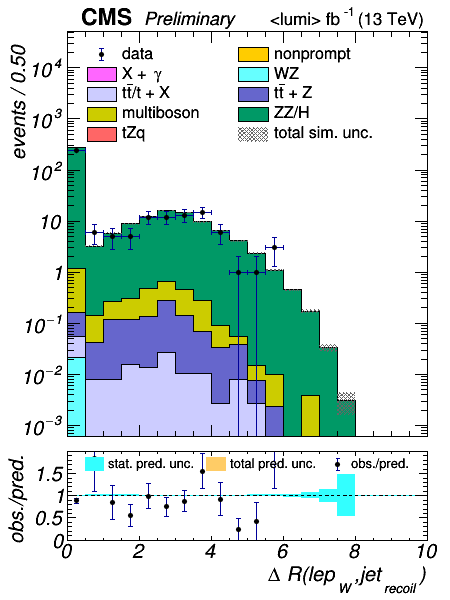 CMS Preliminary <lumi> fb⁻¹ (13 TeV)
events / 0.50
10⁴
10³
10²
10
1
10⁻¹
10⁻²
10⁻³
data
nonprompt
X + γ
WZ
tt̄/t + X
tt̄ + Z
multiboson
ZZ/H
tZq
total sim. unc.
obs./pred.
1.5
1
0.5
0
stat. pred. unc.
total pred. unc.
obs./pred.
0 2 4 6 8 10
Δ R(lep_W,jet_recoil)